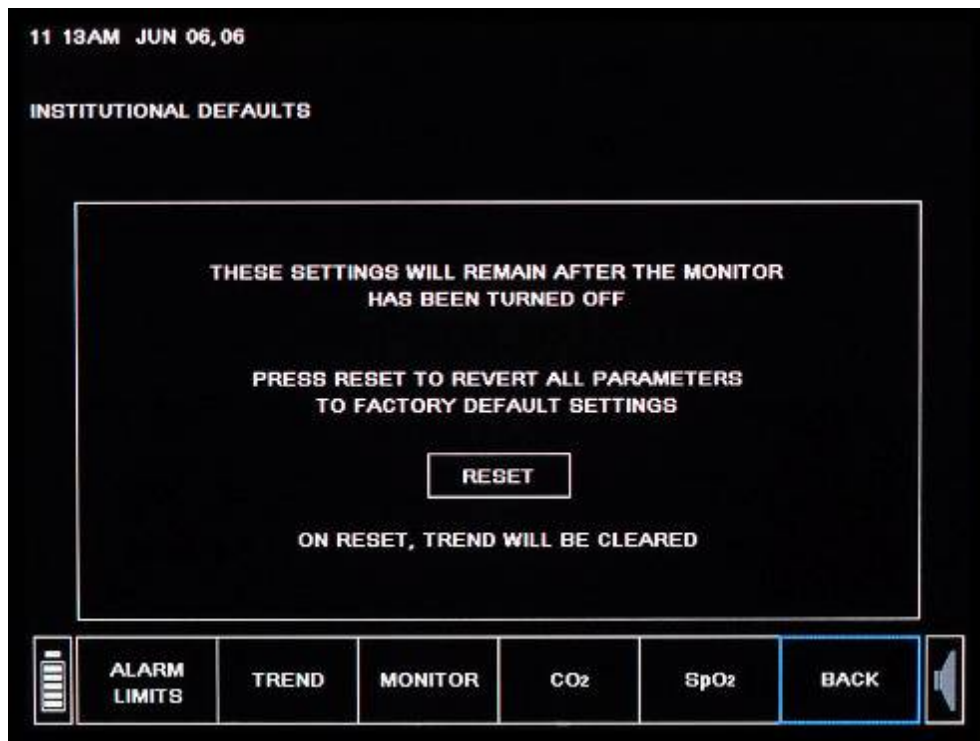 11 13AM JUN 06,06
INSTITUTIONAL DEFAULTS
THESE SETTINGS WILL REMAIN AFTER THE MONITOR
HAS BEEN TURNED OFF
PRESS RESET TO REVERT ALL PARAMETERS
TO FACTORY DEFAULT SETTINGS
RESET
ON RESET, TREND WILL BE CLEARED
ALARM
LIMITS
TREND
MONITOR
CO₂
SpO₂
BACK